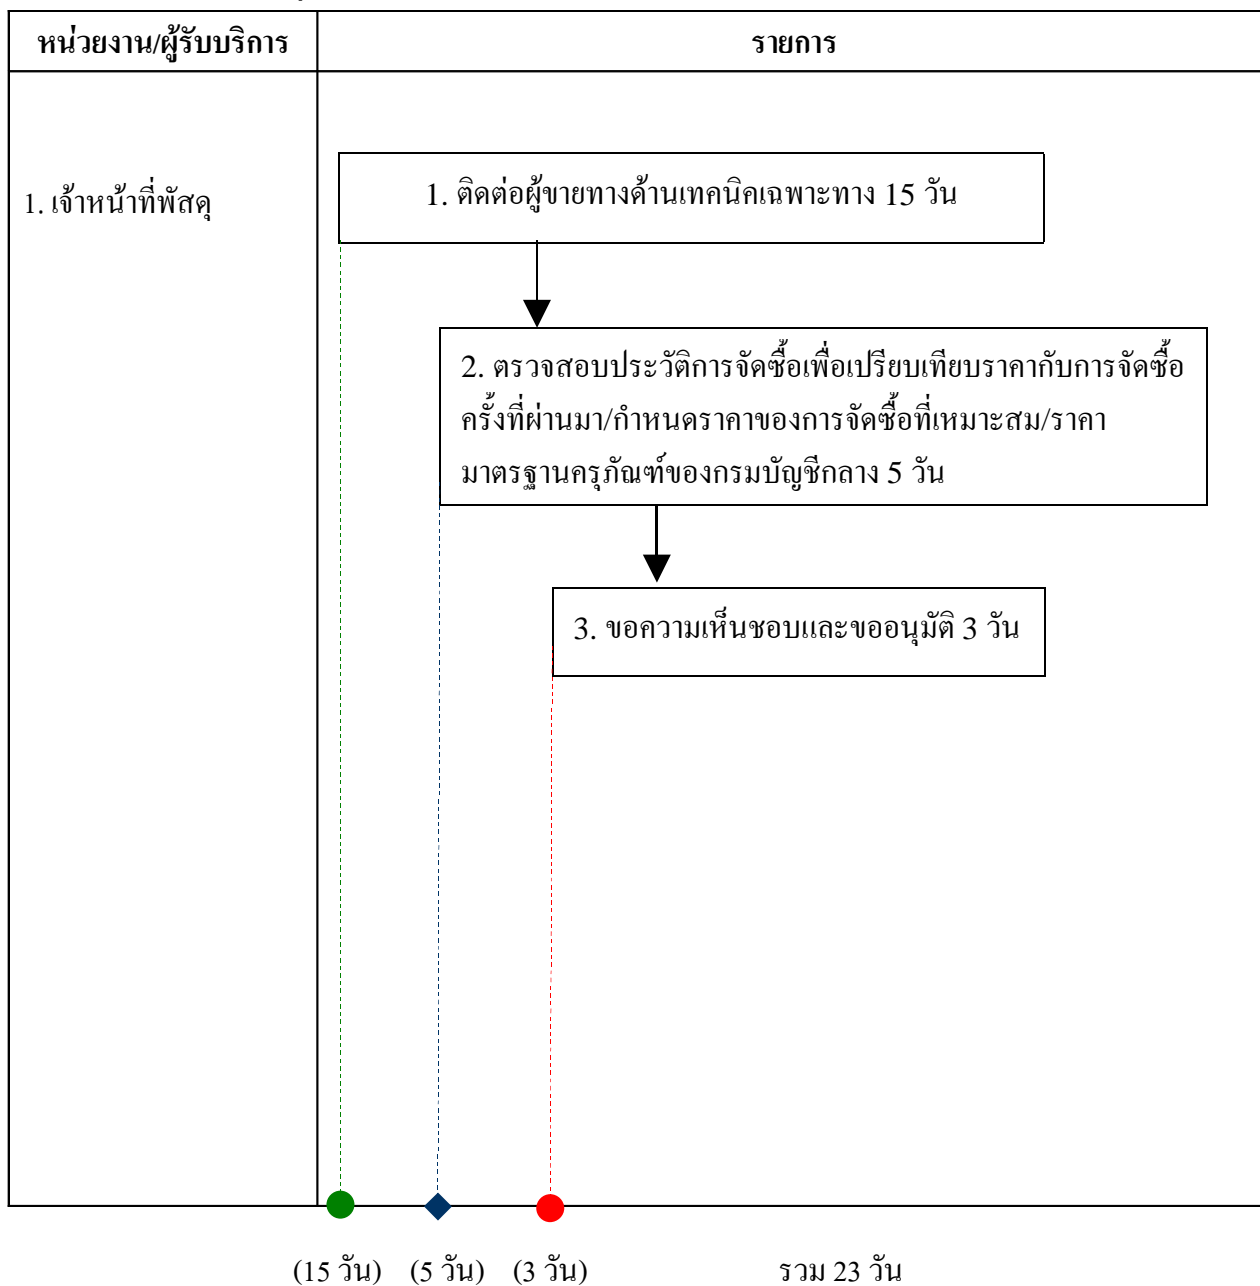 หน่วยงาน/ผู้รับบริการ
รายการ
1. เจ้าหน้าที่พัสดุ
1. ติดต่อผู้ขายทางด้านเทคนิคเฉพาะทาง 15 วัน
2. ตรวจสอบประวัติการจัดซื้อเพื่อเปรียบเทียบราคากับการจัดซื้อ
ครั้งที่ผ่านมา/กำหนดราคาของการจัดซื้อที่เหมาะสม/ราคา
มาตรฐานครุภัณฑ์ของกรมบัญชีกลาง 5 วัน
3. ขอความเห็นชอบและขออนุมัติ 3 วัน
(15 วัน) (5 วัน) (3 วัน) รวม 23 วัน